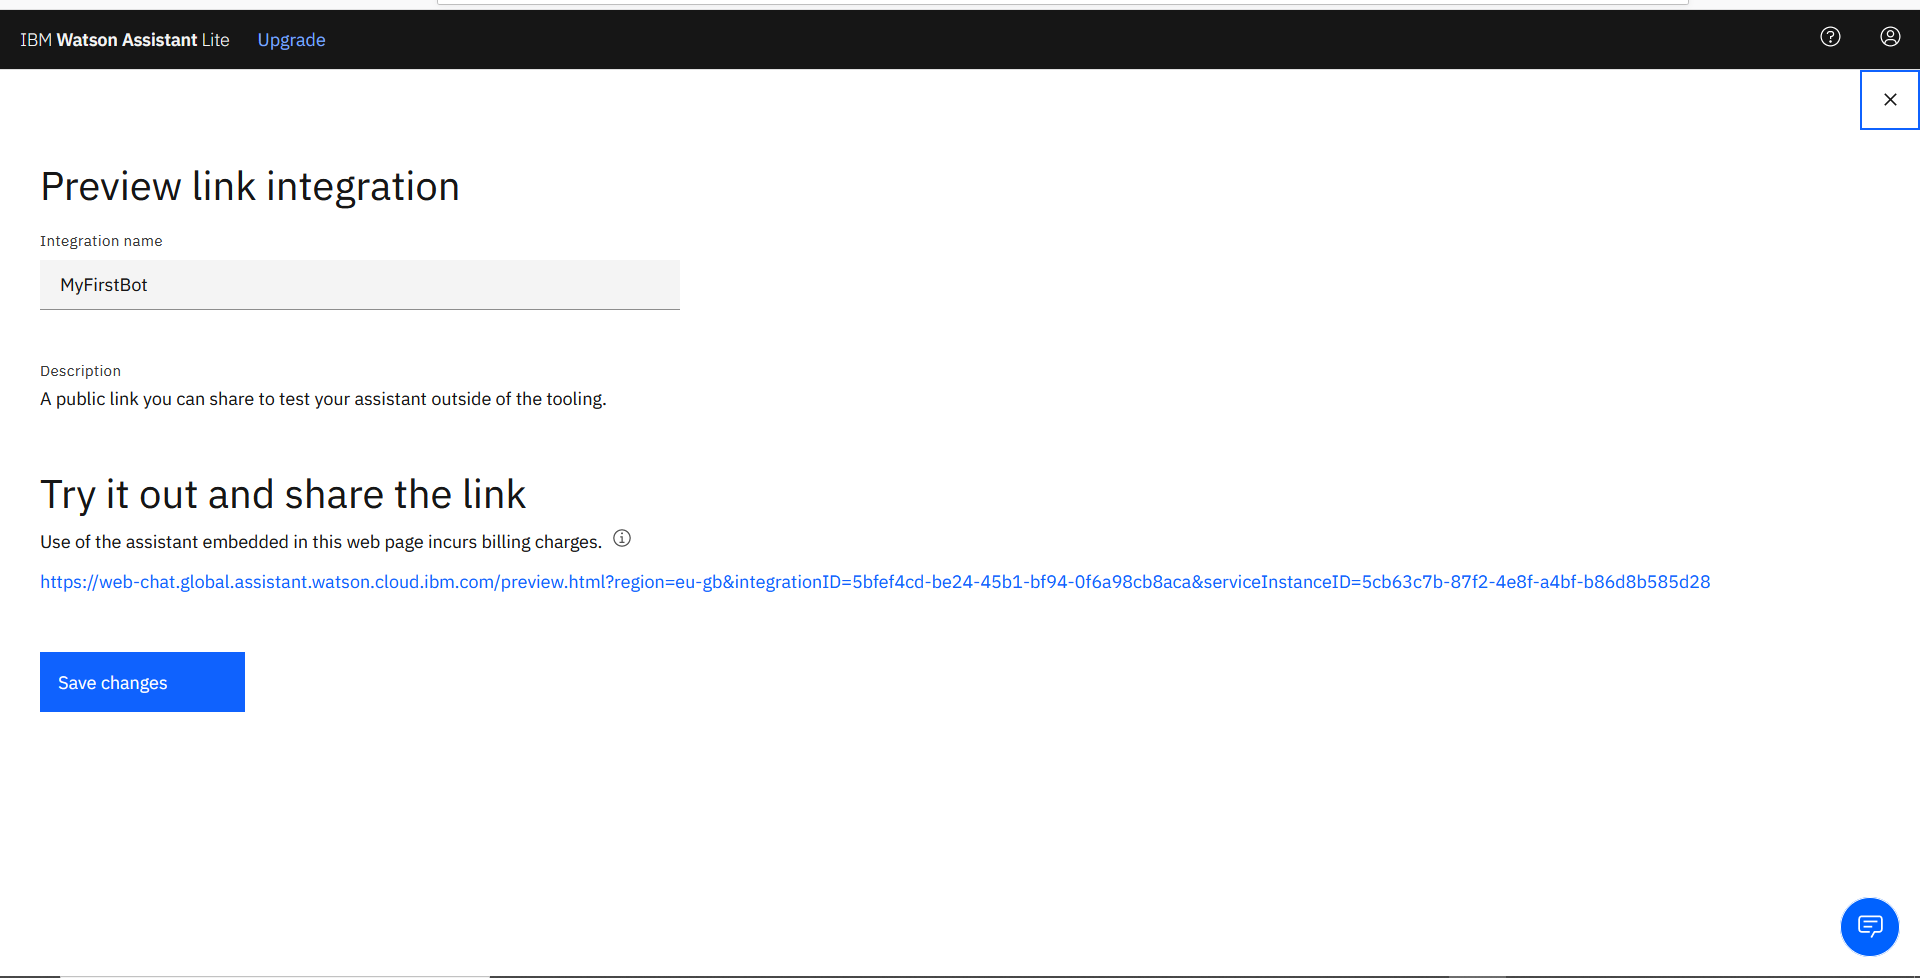 IBM Watson Assistant Lite Upgrade
Preview link integration
Integration name
MyFirstBot
Description
A public link you can share to test your assistant outside of the tooling.
Try it out and share the link
Use of the assistant embedded in this web page incurs billing charges.
https://web-chat.global.assistant.watson.cloud.ibm.com/preview.html?region=eu-gb&integrationID=5bfef4cd-be24-45b1-bf94-0f6a98cb8aca&serviceInstanceID=5cb63c7b-87f2-4e8f-a4bf-b86d8b585d28
Save changes